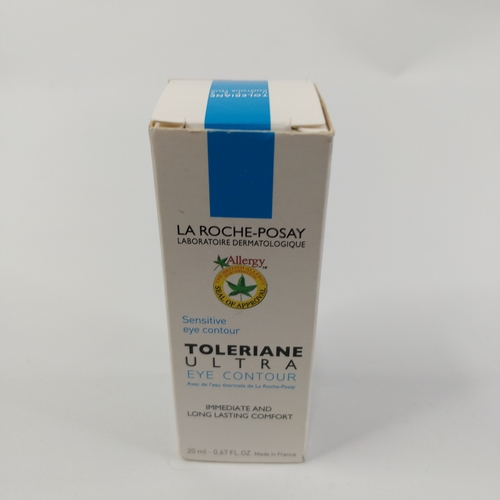 TOLERIANE
LA ROCHE-POSAY
LABORATOIRE DERMATOLOGIQUE
Allergy
SEAL OF APPROVAL
Sensitive
eye contour
TOLERIANE
ULTRA
EYE CONTOUR
Avec de l'eau thermale de La Roche-Posay
IMMEDIATE AND
LONG LASTING COMFORT
20 ml - 0.67 FL.OZ. Made in France